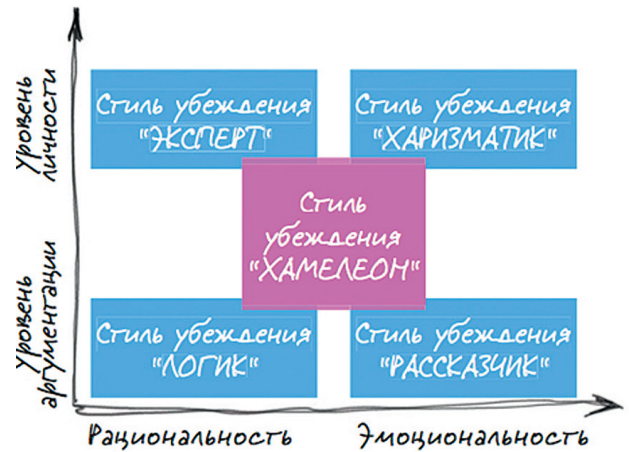 Уровень
личности
Стиль убеждения
"ЭКСПЕРТ"
Стиль убеждения
"ХАРИЗМАТИК"
Стиль
убеждения
"ХАМЕЛЕОН"
Уровень
аргументации
Стиль убеждения
"ЛОГИК"
Стиль убеждения
"РАССКАЗЧИК"
Рациональность
Эмоциональность